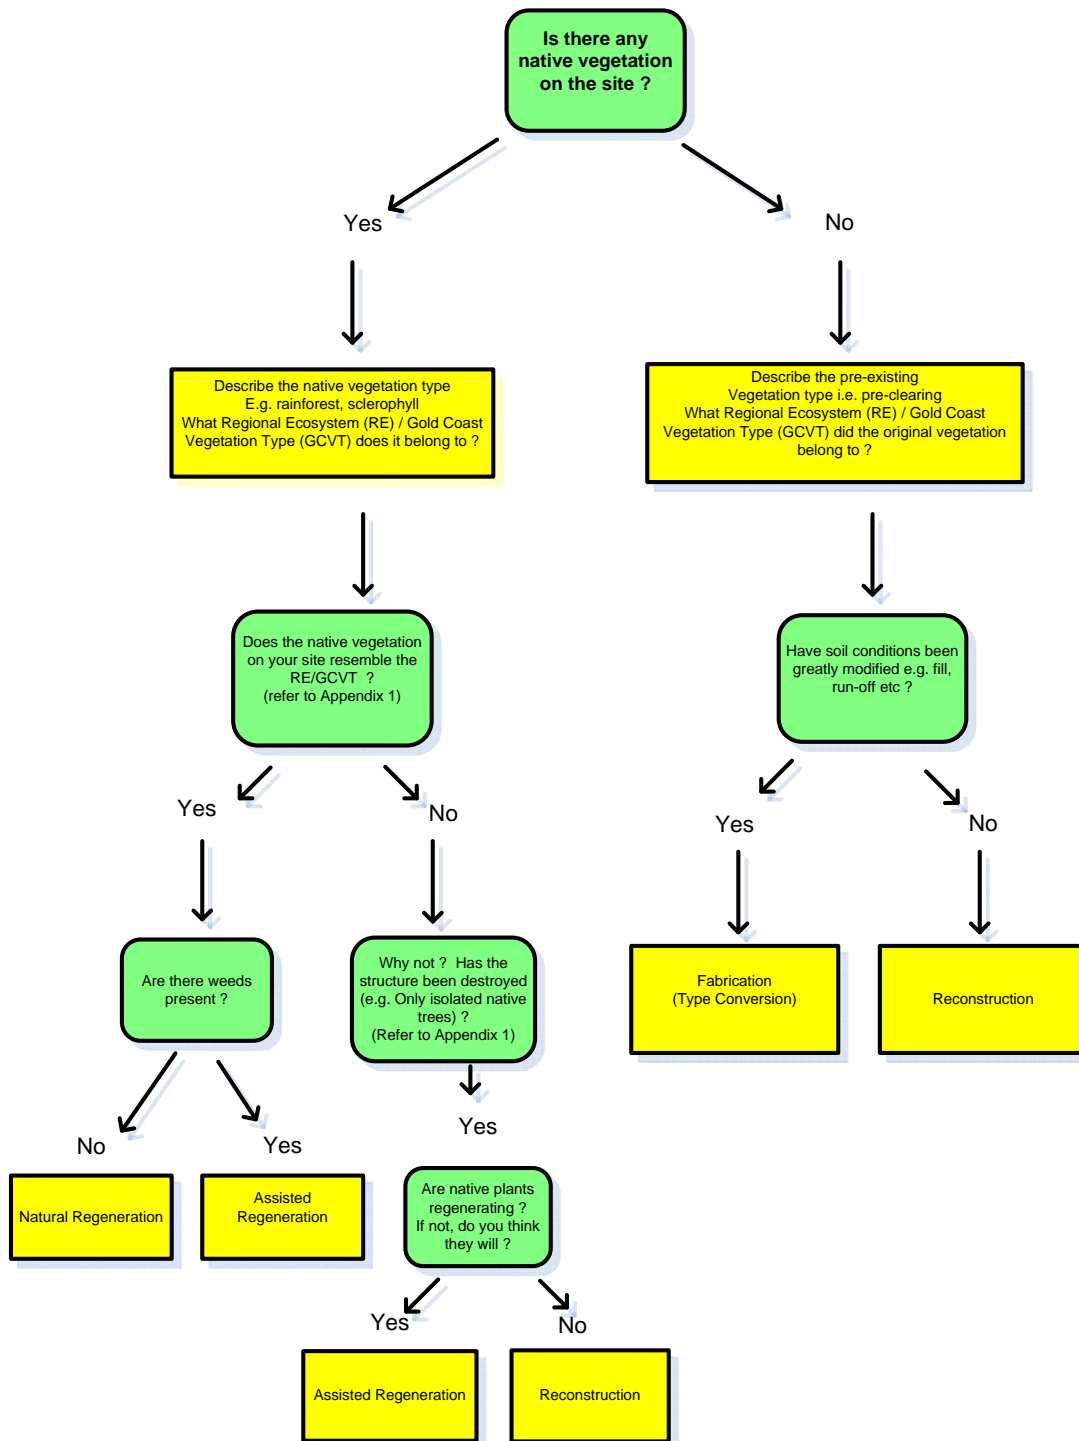 Is there any
native vegetation
on the site ?
Yes
No
Describe the native vegetation type
E.g. rainforest, sclerophyll
What Regional Ecosystem (RE) / Gold Coast
Vegetation Type (GCVT) does it belong to ?
Describe the pre-existing
Vegetation type i.e. pre-clearing
What Regional Ecosystem (RE) / Gold Coast
Vegetation Type (GCVT) did the original vegetation
belong to ?
Does the native vegetation
on your site resemble the
RE/GCVT ?
(refer to Appendix 1)
Have soil conditions been
greatly modified e.g. fill,
run-off etc ?
Yes
No
Yes
No
Are there weeds
present ?
Why not ? Has the
structure been destroyed
(e.g. Only isolated native
trees) ?
(Refer to Appendix 1)
Fabrication
(Type Conversion)
Reconstruction
No
Yes
Yes
Natural Regeneration
Assisted
Regeneration
Are native plants
regenerating ?
If not, do you think
they will ?
Yes
No
Assisted Regeneration
Reconstruction